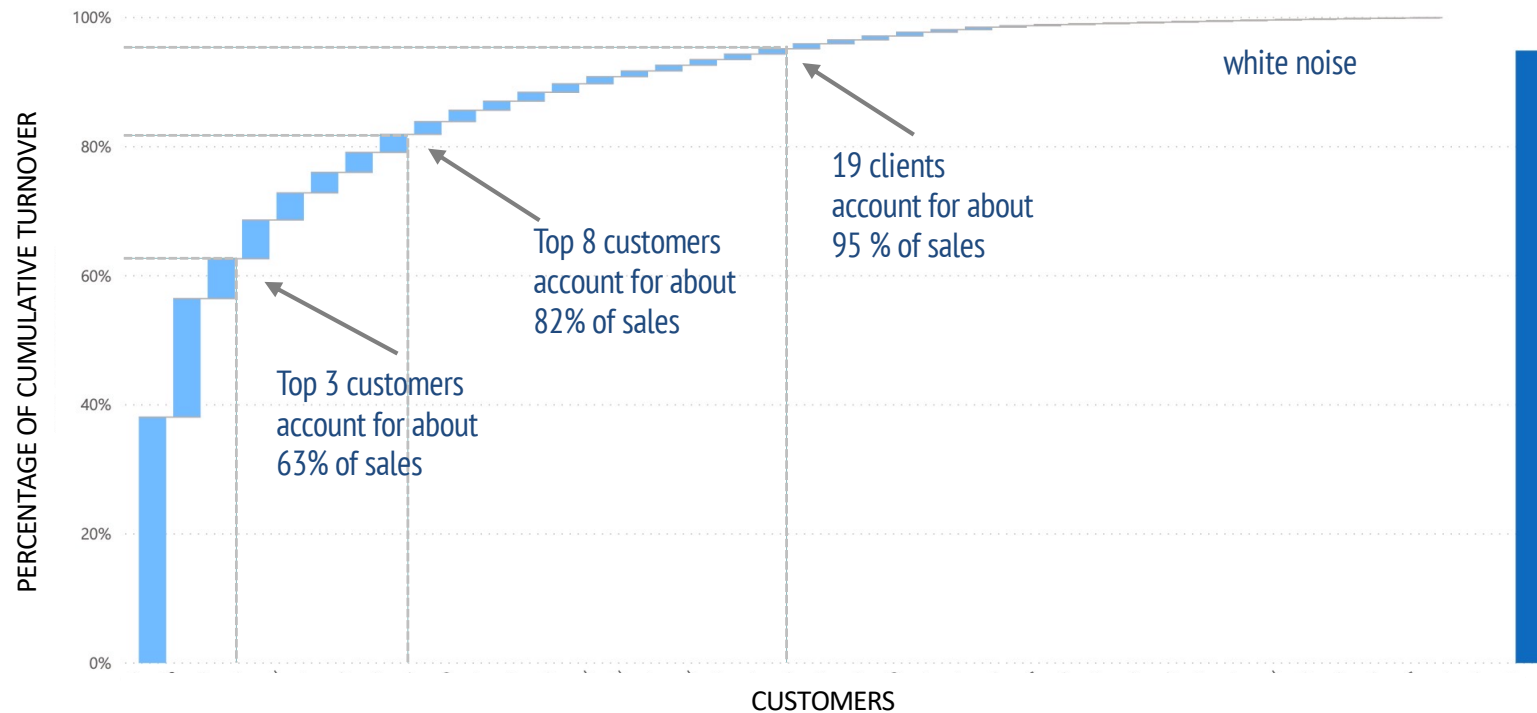 PERCENTAGE OF CUMULATIVE TURNOVER
100%
80%
60%
40%
20%
0%
white noise
19 clients
account for about
95 % of sales
Top 8 customers
account for about
82% of sales
Top 3 customers
account for about
63% of sales
CUSTOMERS